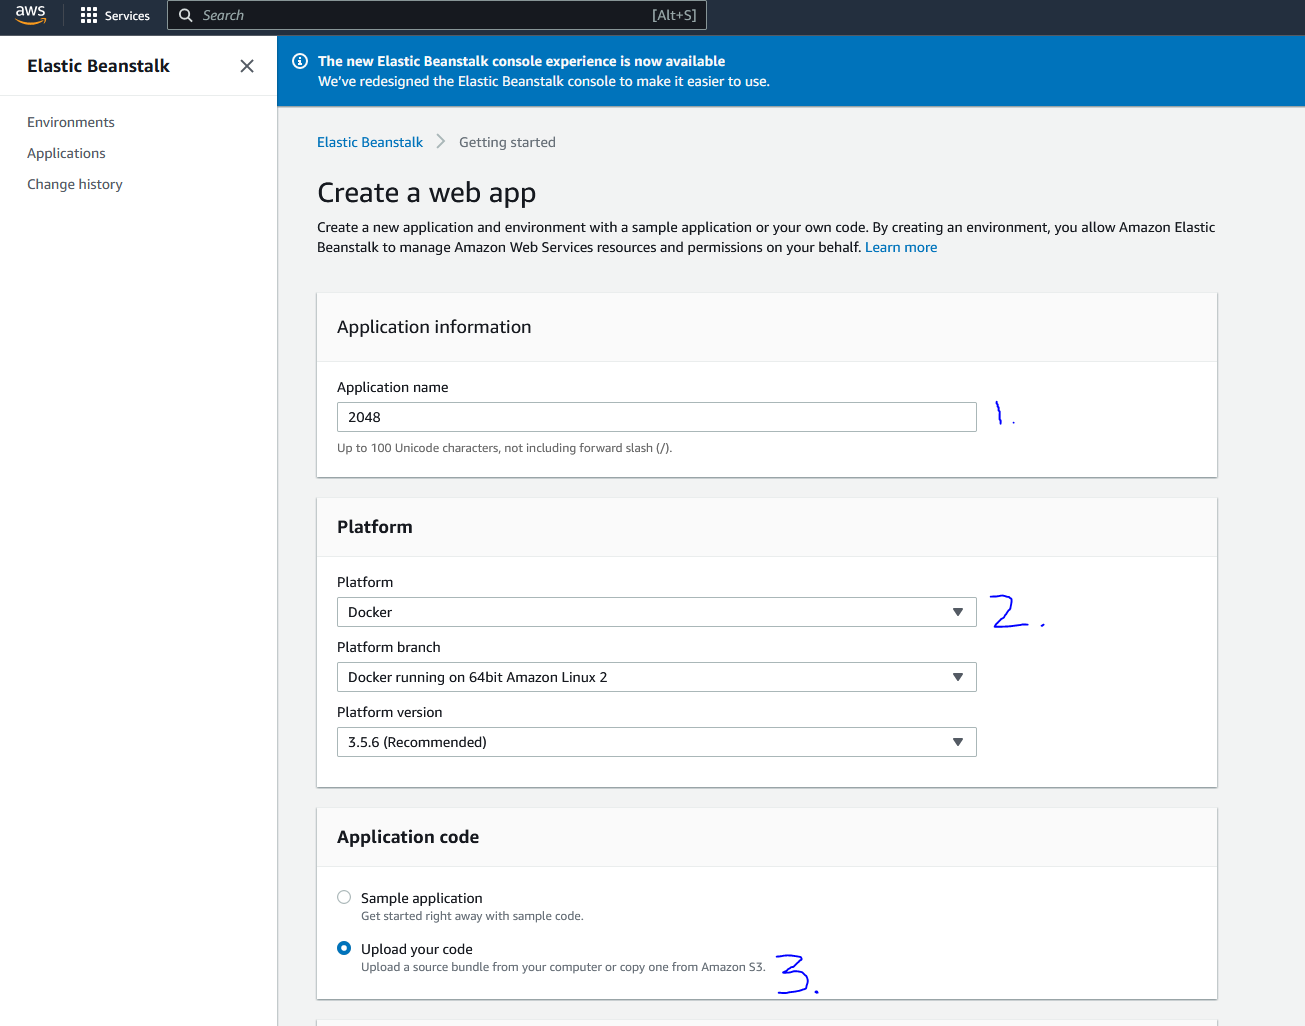 aws
Services
Search
[Alt+S]
Elastic Beanstalk
Environments
Applications
Change history
The new Elastic Beanstalk console experience is now available
We've redesigned the Elastic Beanstalk console to make it easier to use.
Elastic Beanstalk > Getting started
Create a web app
Create a new application and environment with a sample application or your own code. By creating an environment, you allow Amazon Elastic
Beanstalk to manage Amazon Web Services resources and permissions on your behalf. Learn more
Application information
Application name
2048 1.
Up to 100 Unicode characters, not including forward slash (/).
Platform
Platform
Docker 2.
Platform branch
Docker running on 64bit Amazon Linux 2
Platform version
3.5.6 (Recommended)
Application code
Sample application
Get started right away with sample code.
Upload your code
Upload a source bundle from your computer or copy one from Amazon S3. 3.